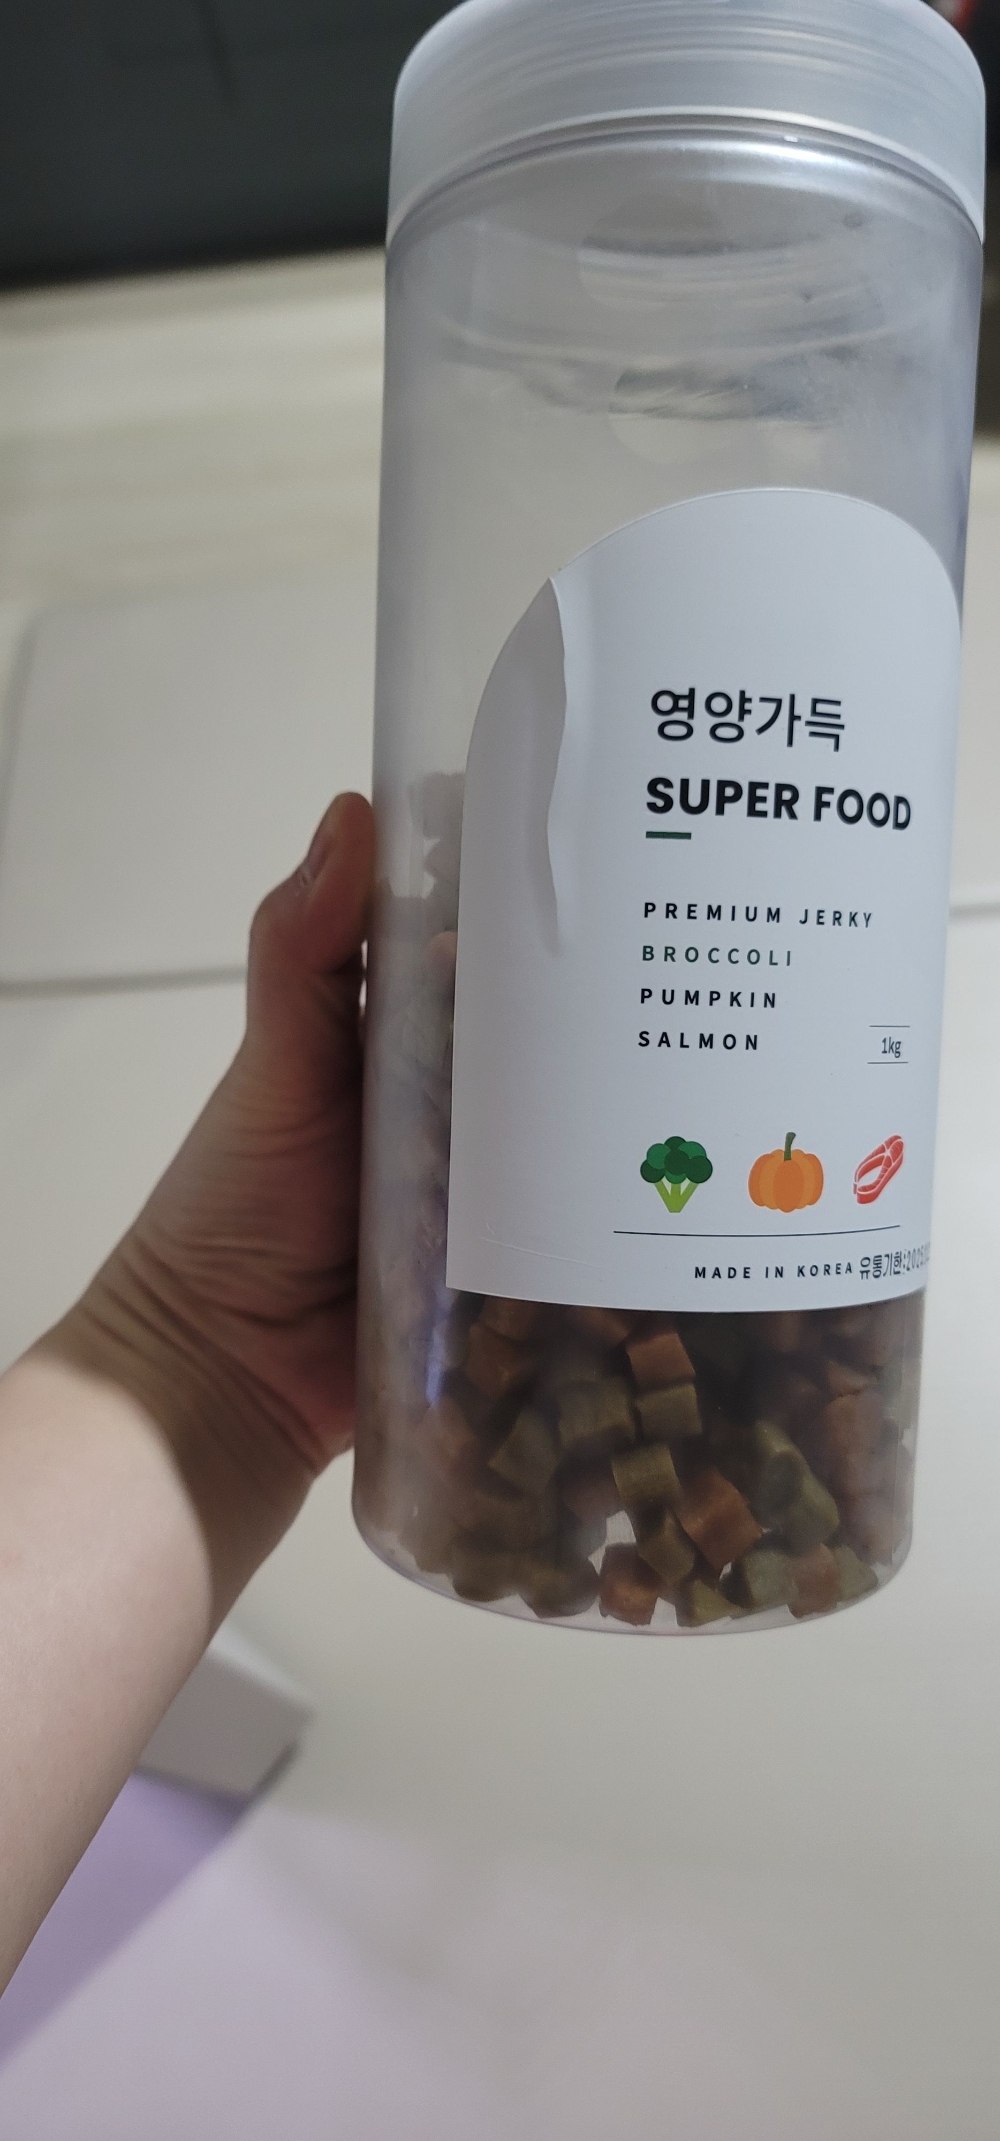 영양가득
SUPER FOOD
PREMIUM JERKY
BROCCOLI
PUMPKIN
SALMON
1kg
MADE IN KOREA 유통기한: